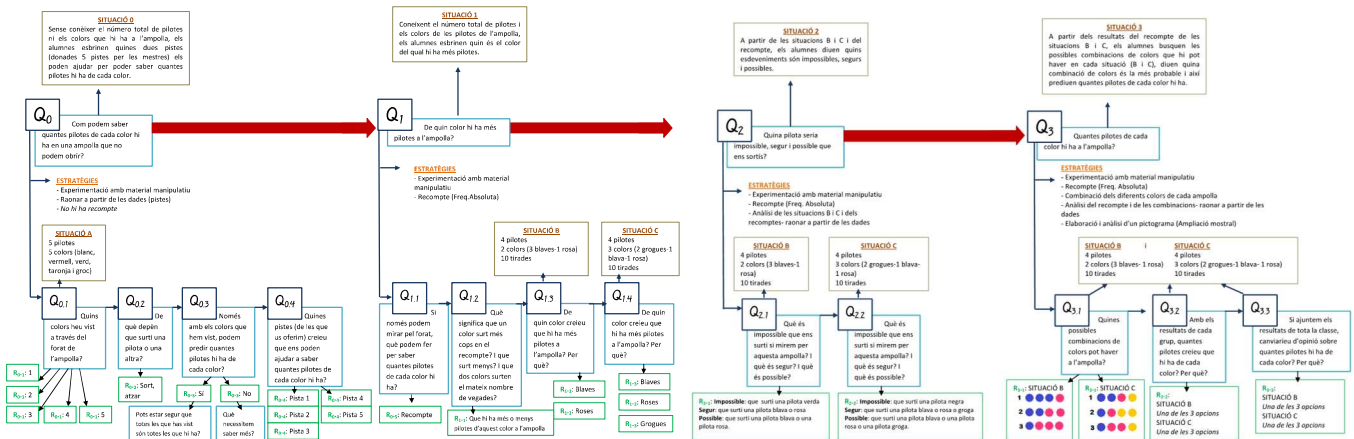 SITUACIÓ 0
Sense conèixer el número total de pilotes
ni els colors que hi ha a l'ampolla, els
alumnes esbrinen quines dues pistes
(donades 5 pistes per les mestres) els
poden ajudar per poder saber quantes
pilotes hi ha de cada color.
Q0
Com podem saber
quantes pilotes de cada color hi
ha en una ampolla que no
podem obrir?
ESTRATÈGIES
- Experimentació amb material manipulatiu
- Raonar a partir de les dades (pistes)
- No hi ha recompte
SITUACIÓ A
5 pilotes
5 colors (blanc,
vermell, verd,
taronja i groc)
Q0.1
Quins
colors heu vist
a través del
forat de
l'ampolla?
R0-1: 1
R0-1: 2
R0-1: 3
R0-1: 4
R0-1: 5
Q0.2
De
què depèn
que surti una
pilota o una
altra?
R0-2: Sort,
atzar
Q0.3
Només
amb els colors que
hem vist, podem
predir quantes
pilotes hi ha de
cada color?
R0-3: Sí
R0-3: No
Pots estar segur que
totes les que has vist
són totes les que hi ha?
Què
necessitem
saber més?
Q0.4
Quines
pistes (de les que
us oferim) creieu
que ens poden
ajudar a saber
quantes pilotes de
cada color hi ha?
R0-4: Pista 1
R0-4: Pista 2
R0-4: Pista 3
R0-4: Pista 4
R0-4: Pista 5
SITUACIÓ 1
Coneixent el número total de pilotes i
els colors de les pilotes de l'ampolla,
els alumnes esbrinen quin és el color
del qual hi ha més pilotes.
Q1
De quin color hi ha més
pilotes a l'ampolla?
ESTRATÈGIES
- Experimentació amb material
manipulatiu
- Recompte (Freq.Absoluta)
SITUACIÓ B
4 pilotes
2 colors (3 blaves-1 rosa)
10 tirades
SITUACIÓ C
4 pilotes
3 colors (2 grogues-1
blava-1 rosa)
10 tirades
Q1.1
Si
només podem
mirar pel forat,
què podem fer
per saber
quantes pilotes
de cada color hi
ha?
R1-1: Recompte
Q1.2
Què
significa que un
color surt més
cops en el
recompte? I que
surt menys? I que
dos colors surten
el mateix nombre
de vegades?
R1-2: Que hi ha més o menys
pilotes d'aquest color a l'ampolla
Q1.3
De
quin color creieu
que hi ha més
pilotes a
l'ampolla? Per
què?
R1-3: Blaves
R1-3: Roses
Q1.4
De quin
color creieu que
hi ha més pilotes
a l'ampolla? Per
què?
R1-3: Blaves
R1-3: Roses
R1-3: Grogues
SITUACIÓ 2
A partir de les situacions B i C i del
recompte, els alumnes diuen quins
esdeveniments són impossibles, segurs
i possibles.
Q2
Quina pilota seria
impossible, segur i possible que
ens sortís?
ESTRATÈGIES
- Experimentació amb material manipulatiu
- Recompte (Freq. Absoluta)
- Anàlisi de les situacions B i C i dels
recomptes- raonar a partir de les dades
SITUACIÓ B
4 pilotes
2 colors (3 blaves-1
rosa)
10 tirades
SITUACIÓ C
4 pilotes
3 colors (2 grogues-1 blava-
1 rosa)
10 tirades
Q2.1
Què és
impossible que ens
surti si mirem per
aquesta ampolla? I
què és segur? I
què és possible?
R2-1: Impossible: que surti una pilota verda
Segur: que surti una pilota blava o rosa
Possible: que surti una pilota blava o una
pilota rosa.
Q2.2
Què és
impossible que ens
surti si mirem per
aquesta ampolla? I
què és segur? I què
és possible?
Impossible: que surti una pilota negra
Segur: que surti una pilota blava o rosa o groga
Possible: que surti una pilota blava o una pilota
rosa o una pilota groga.
SITUACIÓ 3
A partir dels resultats del recompte de les
situacions B i C, els alumnes busquen les
possibles combinacions de colors que hi pot
haver en cada situació (B i C), diuen quina
combinació de colors és la més probable i així
prediuen quantes pilotes de cada color hi ha.
Q3
Quantes pilotes de cada
color hi ha a l'ampolla?
ESTRATÈGIES
- Experimentació amb material manipulatiu
- Recompte (Freq. Absoluta)
- Combinació dels diferents colors de cada ampolla
- Anàlisi del recompte i de les combinacions- raonar a partir de les
dades
- Elaboració i anàlisi d'un pictograma (Ampliació mostral)
SITUACIÓ B i SITUACIÓ C
4 pilotes 4 pilotes
2 colors (3 blaves- 1 rosa) 3 colors (2 grogues-1 blava- 1 rosa)
10 tirades 10 tirades
Q3.1
Quines
possibles
combinacions de
colors pot haver
a l'ampolla?
SITUACIÓ B
1
2
3
SITUACIÓ C
1
2
3
Q3.2
Amb els
resultats de cada
grup, quantes
pilotes creieu que
hi ha de cada
color? Per què?
SITUACIÓ B
Una de les 3 opcions
SITUACIÓ C
Una de les 3 opcions
Q3.3
Si ajuntem els
resultats de tota la classe,
canviaríeu d'opinió sobre
quantes pilotes hi ha de
cada color? Per què?
SITUACIÓ B
Una de les 3 opcions
SITUACIÓ C
Una de les 3 opcions